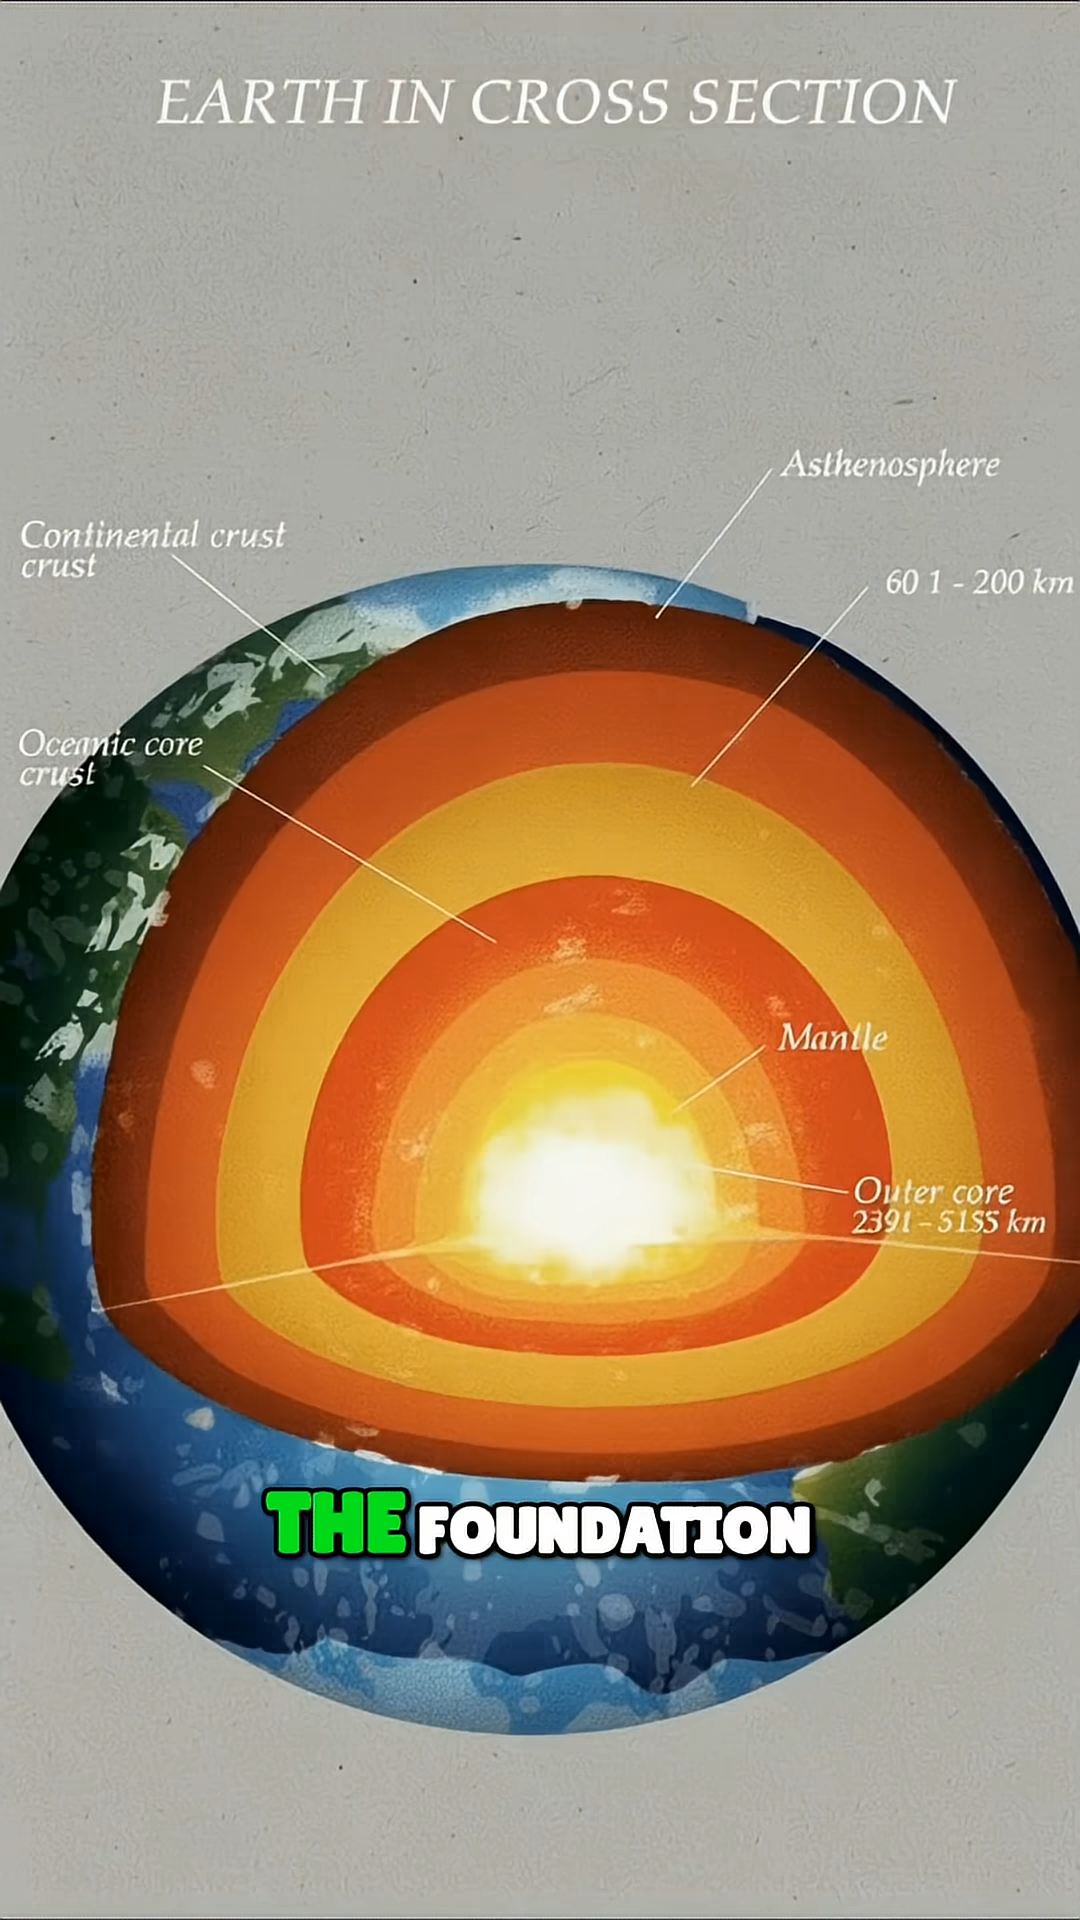 EARTH IN CROSS SECTION
Asthenosphere
Continental crust
crust
60 1 - 200 km
Oceanic core
crust
Mantle
Outer core
2391 - 5155 km
THE FOUNDATION